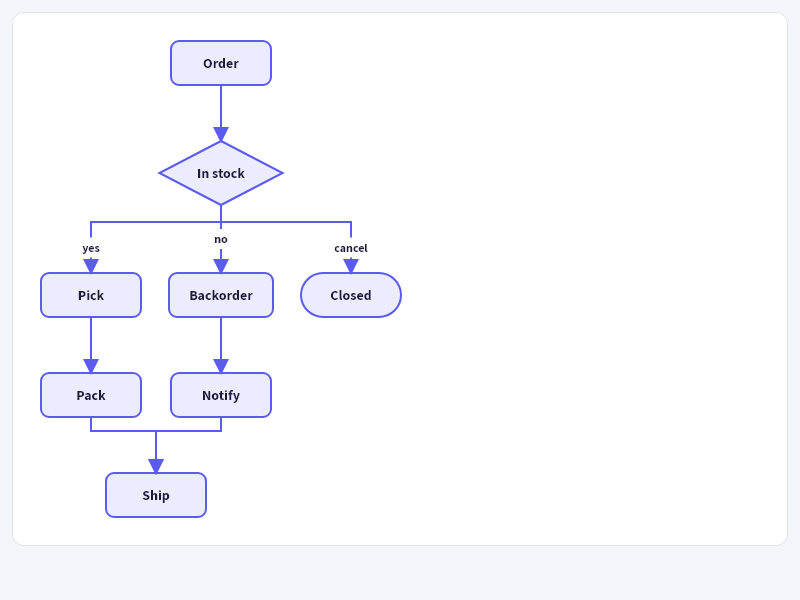 Order
In stock
yes
no
cancel
Pick
Backorder
Closed
Pack
Notify
Ship